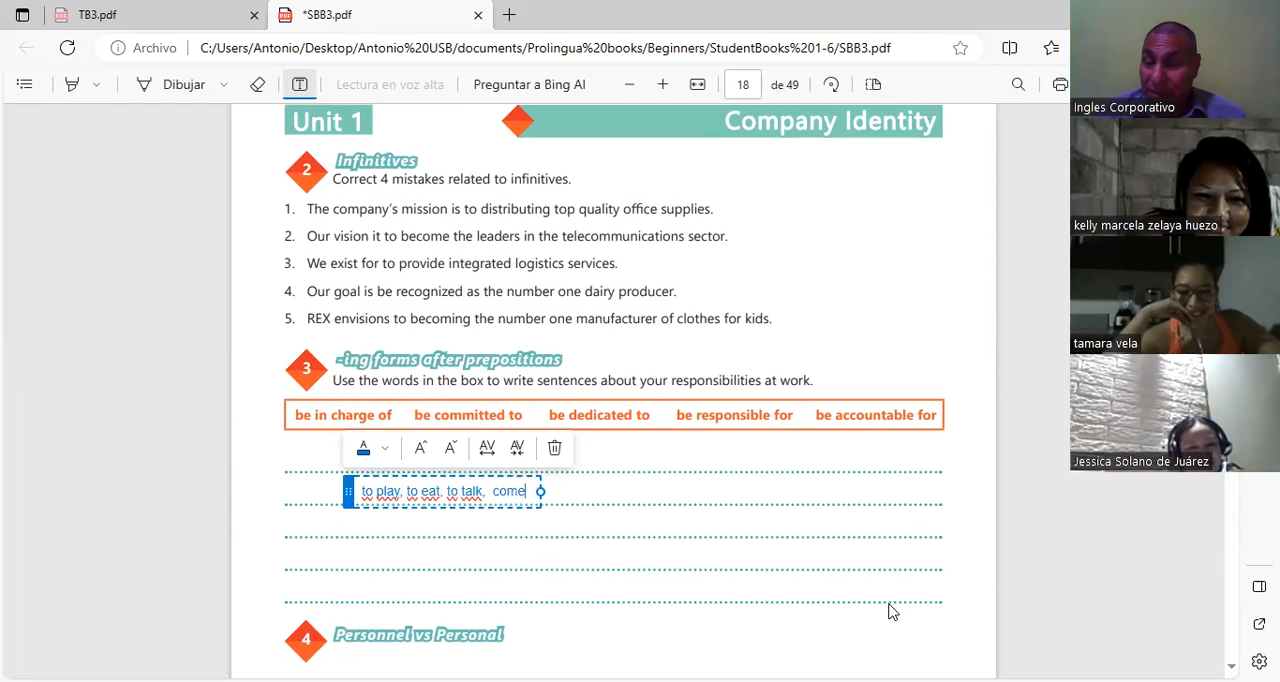 TB3.pdf
*SBB3.pdf
Archivo
C:/Users/Antonio/Desktop/Antonio%20USB/documents/Prolingua%20books/Beginners/StudentBooks%201-6/SBB3.pdf
Dibujar
Lectura en voz alta
Preguntar a Bing AI
18
de 49
Ingles Corporativo
Unit 1
Company Identity
2
Infinitives
Correct 4 mistakes related to infinitives.
1. The company's mission is to distributing top quality office supplies.
2. Our vision it to become the leaders in the telecommunications sector.
3. We exist for to provide integrated logistics services.
4. Our goal is be recognized as the number one dairy producer.
5. REX envisions to becoming the number one manufacturer of clothes for kids.
kelly marcela zelaya huezo
tamara vela
3
-ing forms after prepositions
Use the words in the box to write sentences about your responsibilities at work.
be in charge of be committed to be dedicated to be responsible for be accountable for
to play, to eat, to talk, come
Jessica Solano de Juárez
4
Personnel vs Personal